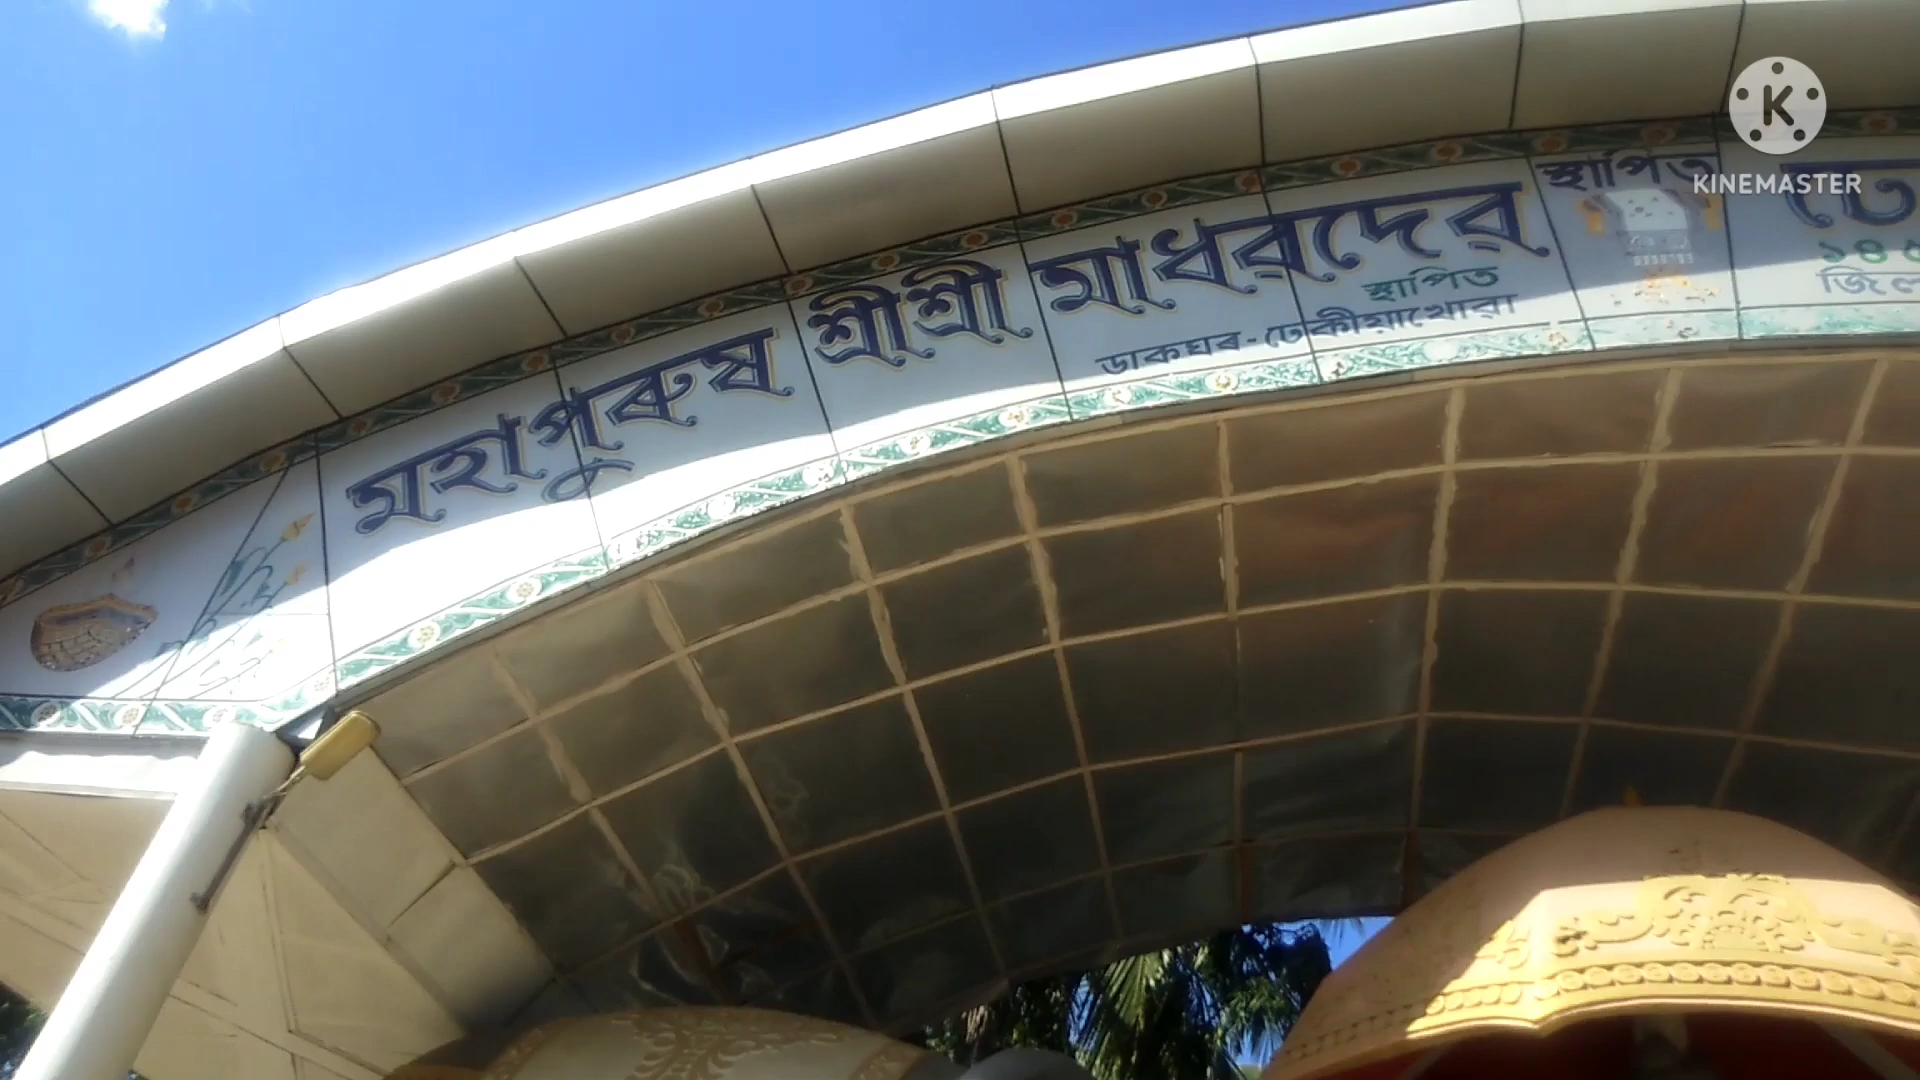 মহাপুৰুষ শ্ৰীশ্ৰী মাধৱদেৱ
স্থাপিত
ডাকঘৰ-ঢেকীয়াখোৱা
স্থাপিত
KINEMASTER